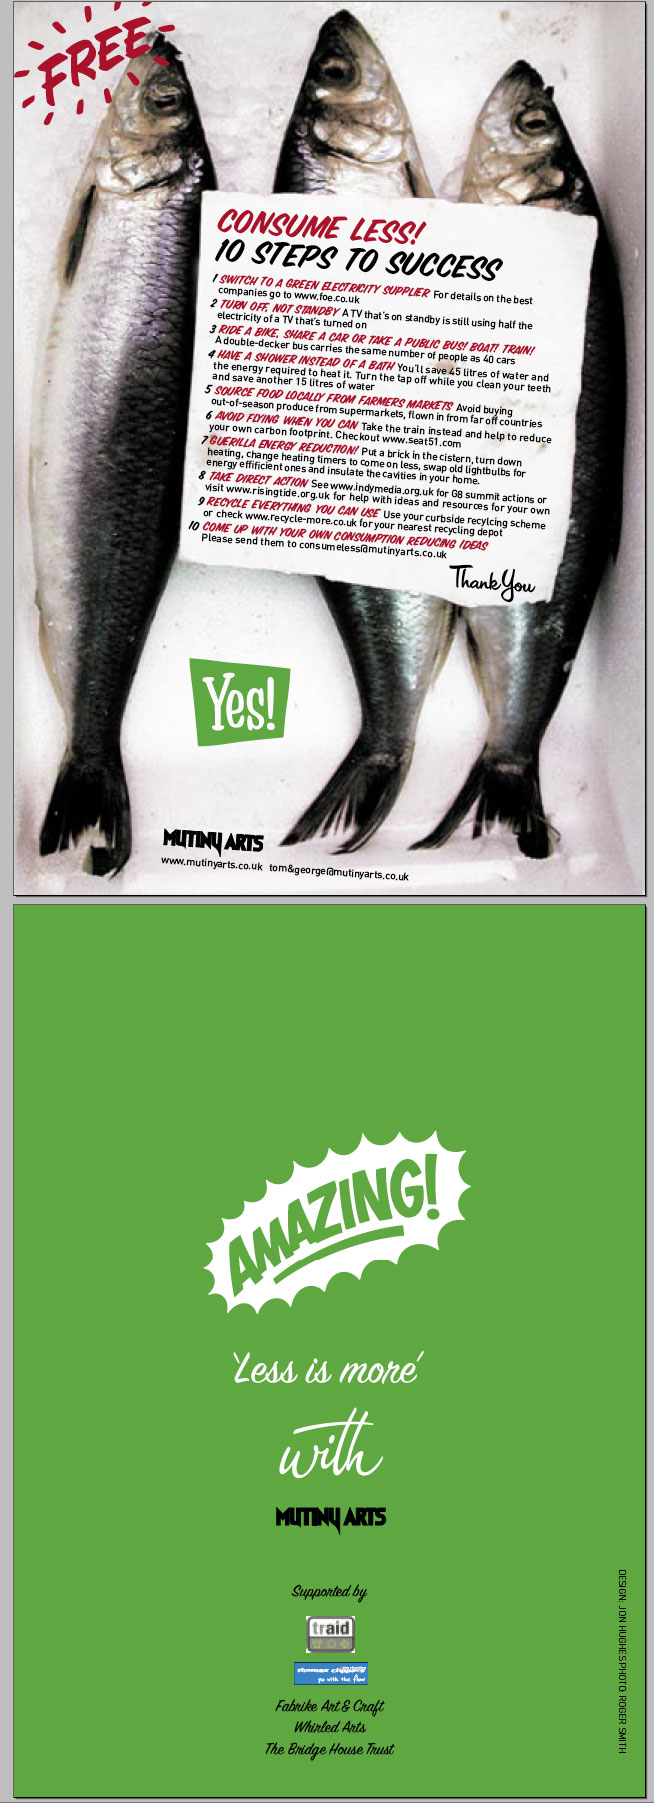 FREE
CONSUME LESS!
10 STEPS TO SUCCESS
1 SWITCH TO A GREEN ELECTRICITY SUPPLIER For details on the best
companies go to www.foe.co.uk
2 TURN OFF, NOT STANDBY A TV that's on standby is still using half the
electricity of a TV that's turned on
3 RIDE A BIKE, SHARE A CAR OR TAKE A PUBLIC BUS! BOAT! TRAIN!
A double-decker bus carries the same number of people as 40 cars
4 HAVE A SHOWER INSTEAD OF A BATH You'll save 45 litres of water and
the energy required to heat it. Turn the tap off while you clean your teeth
and save another 15 litres of water
5 SOURCE FOOD LOCALLY FROM FARMERS MARKETS Avoid buying
out-of-season produce from supermarkets, flown in from far off countries
6 AVOID FLYING WHEN YOU CAN Take the train instead and help to reduce
your own carbon footprint. Checkout www.seat51.com
7 GUERILLA ENERGY REDUCTION! Put a brick in the cistern, turn down
heating, change heating timers to come on less, swap old lightbulbs for
energy effificient ones and insulate the cavities in your home.
8 TAKE DIRECT ACTION See www.indymedia.org.uk for G8 summit actions or
visit www.risingtide.org.uk for help with ideas and resources for your own
9 RECYCLE EVERYTHING YOU CAN USE Use your curbside recylcing scheme
or check www.recycle-more.co.uk for your nearest recycling depot
10 COME UP WITH YOUR OWN CONSUMPTION REDUCING IDEAS
Please send them to consumeless@mutinyarts.co.uk
Thank You
Yes!
MUTINY ARTS
www.mutinyarts.co.uk tom&george@mutinyarts.co.uk
AMAZING!
'Less is more'
with
MUTINY ARTS
Supported by
traid
go with the flow
Fabrike Art & Craft
Whirled Arts
The Bridge House Trust
DESIGN: JON HUGHES PHOTO: ROGER SMITH